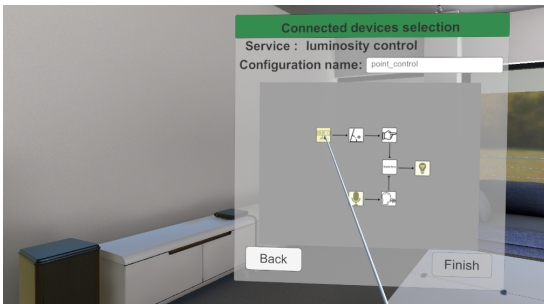 Connected devices selection
Service : luminosity control
Configuration name: point_control
Back
Finish